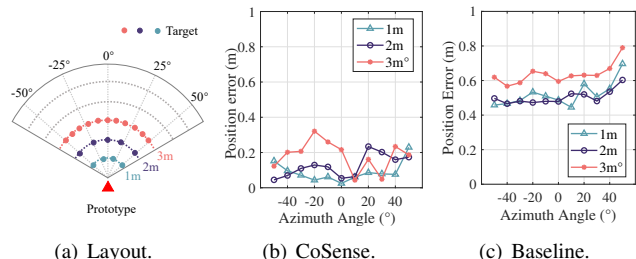 Target
0°
-25°
25°
-50°
50°
3m
2m
1m
Prototype
(a) Layout.
Position error (m)
1
0.8
0.6
0.4
0.2
0
1m
2m
3m°
-40 -20 0 20 40
Azimuth Angle (°)
(b) CoSense.
Position Error (m)
1
0.8
0.6
0.4
0.2
0
1m
2m
3m°
-40 -20 0 20 40
Azimuth Angle (°)
(c) Baseline.